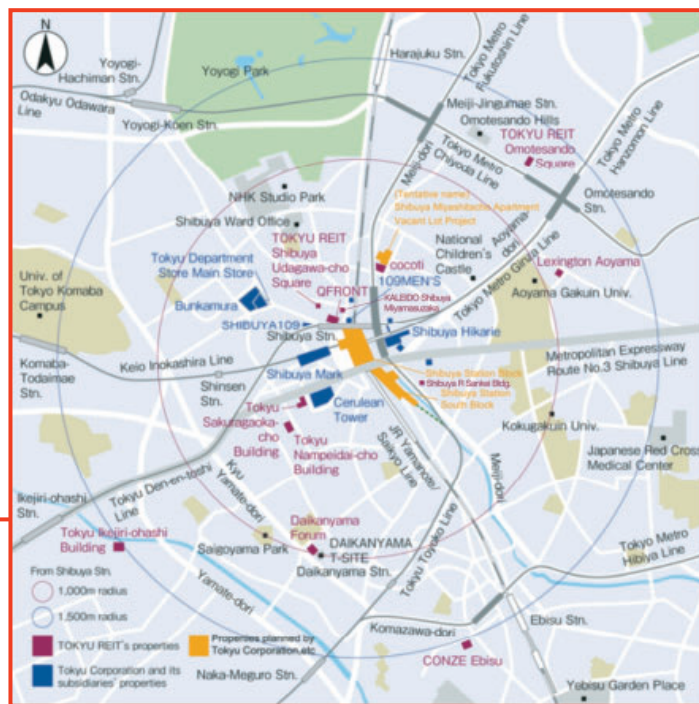 N
Yoyogi-
Hachiman Stn.
Yoyogi Park
Harajuku Stn.
Tokyo Metro
Fukutoshin Line
Odakyu Odawara
Line
Yoyogi-Koen Stn.
Meiji-Jingumae Stn.
Omotesando Hills
TOKYU REIT
Omotesando
Square
Tokyo Metro
Hanzomon Line
Tokyo Metro
Chiyoda Line
Meiji-dori
Omotesando
Stn.
NHK Studio Park
(Tentative name)
Shibuya Miyashitacho Apartment
Vacant Lot Project
Shibuya Ward Office
Aoyama-
dori
TOKYU REIT
Shibuya
Udagawa-cho
Square
Tokyu Department
Store Main Store
National
Children's
Castle
Lexington Aoyama
cocoti
109MEN'S
Tokyo Metro Ginza Line
Univ. of
Tokyo Komaba
Campus
Bunkamura
QFRONT
KALEIDO Shibuya
Miyamasuzaka
Aoyama Gakuin Univ.
SHIBUYA109
Shibuya Stn.
Shibuya Hikarie
Komaba-
Todaimae
Stn.
Keio Inokashira Line
Metropolitan Expressway
Route No.3 Shibuya Line
Shibuya Mark
Shibuya Station Block
Shinsen
Stn.
Shibuya R Sankei Bldg.
Shibuya Station
South Block
Cerulean
Tower
Tokyu
Sakuragaoka-
cho
Building
Kokugakuin Univ.
Tokyu
Nampeidai-cho
Building
JR Yamanote/
Saikyo Line
Japanese Red Cross
Medical Center
Meiji-dori
Ikejiri-ohashi
Stn.
Tokyu Den-en-toshi
Line
Kyu
Yamate-dori
Tokyu Ikejiri-ohashi
Building
Daikanyama
Forum
Tokyu Toyoko Line
Tokyo Metro
Hibiya Line
Saigoyama Park
DAIKANYAMA
T-SITE
Daikanyama Stn.
Yamate-dori
From Shibuya Stn.
1,000m radius
1,500m radius
Komazawa-dori
Ebisu Stn.
TOKYU REIT's properties
Properties planned by
Tokyu Corporation,etc
Tokyu Corporation and its
subsidiaries' properties
Naka-Meguro Stn.
CONZE Ebisu
Yebisu Garden Place